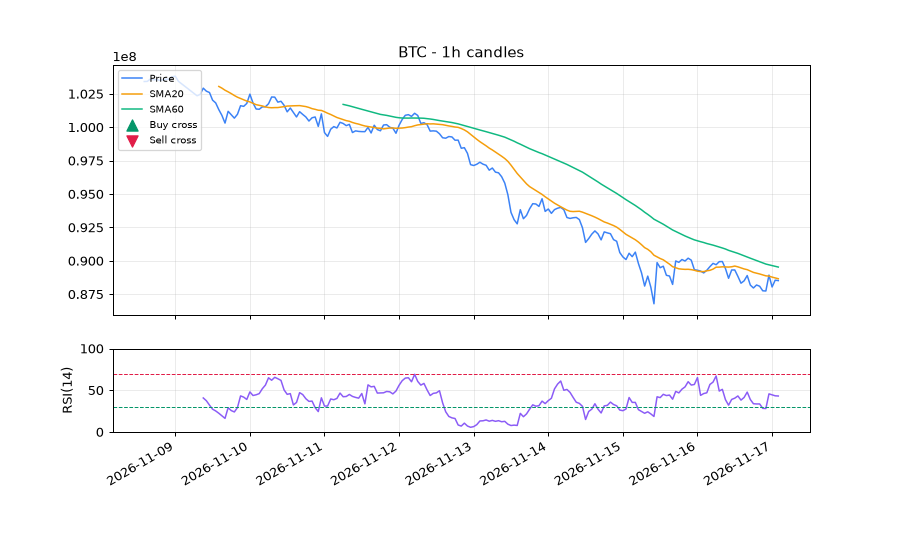 BTC - 1h candles
1e8
Price
SMA20
SMA60
Buy cross
Sell cross
1.025
1.000
0.975
0.950
0.925
0.900
0.875
RSI(14)
100
50
0
2026-11-09
2026-11-10
2026-11-11
2026-11-12
2026-11-13
2026-11-14
2026-11-15
2026-11-16
2026-11-17